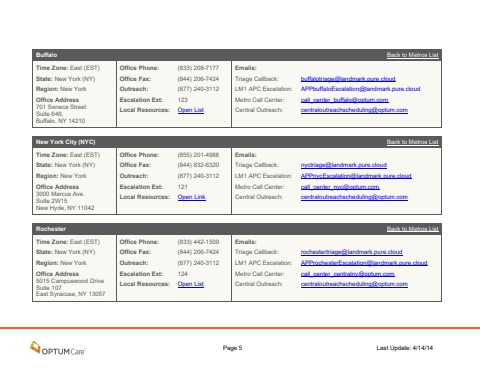 Buffalo Back to Metros List
Time Zone: East (EST) Office Phone: (833) 208-7177 Emails:
State: New York (NY) Office Fax: (844) 206-7424 Triage Callback: buffalotriage@landmark.pure.cloud
Region: New York Outreach: (877) 240-3112 LM1 APC Escalation: APPbuffaloEscalation@landmark.pure.cloud
Office Address Escalation Ext: 123 Metro Call Center: call_center_buffalo@optum.com
701 Seneca Street Local Resources: Open List Central Outreach: centraloutreachscheduling@optum.com
Suite 646,
Buffalo, NY 14210
New York City (NYC) Back to Metros List
Time Zone: East (EST) Office Phone: (855) 201-4988 Emails:
State: New York (NY) Office Fax: (844) 832-6320 Triage Callback: nyctriage@landmark.pure.cloud
Region: New York Outreach: (877) 240-3112 LM1 APC Escalation: APPnycEscalation@landmark.pure.cloud
Office Address Escalation Ext: 121 Metro Call Center: call_center_nyc@optum.com
3000 Marcus Ave. Local Resources: Open Link Central Outreach: centraloutreachscheduling@optum.com
Suite 2W15
New Hyde, NY 11042
Rochester Back to Metros List
Time Zone: East (EST) Office Phone: (833) 442-1509 Emails:
State: New York (NY) Office Fax: (844) 206-7424 Triage Callback: rochestertriage@landmark.pure.cloud
Region: New York Outreach: (877) 240-3112 LM1 APC Escalation: APProchesterEscalation@landmark.pure.cloud
Office Address Escalation Ext: 124 Metro Call Center: call_center_centralny@optum.com
5015 Campuswood Drive Local Resources: Open List Central Outreach: centraloutreachscheduling@optum.com
Suite 107
East Syracuse, NY 13057
OPTUMCare Page 5 Last Update: 4/14/14